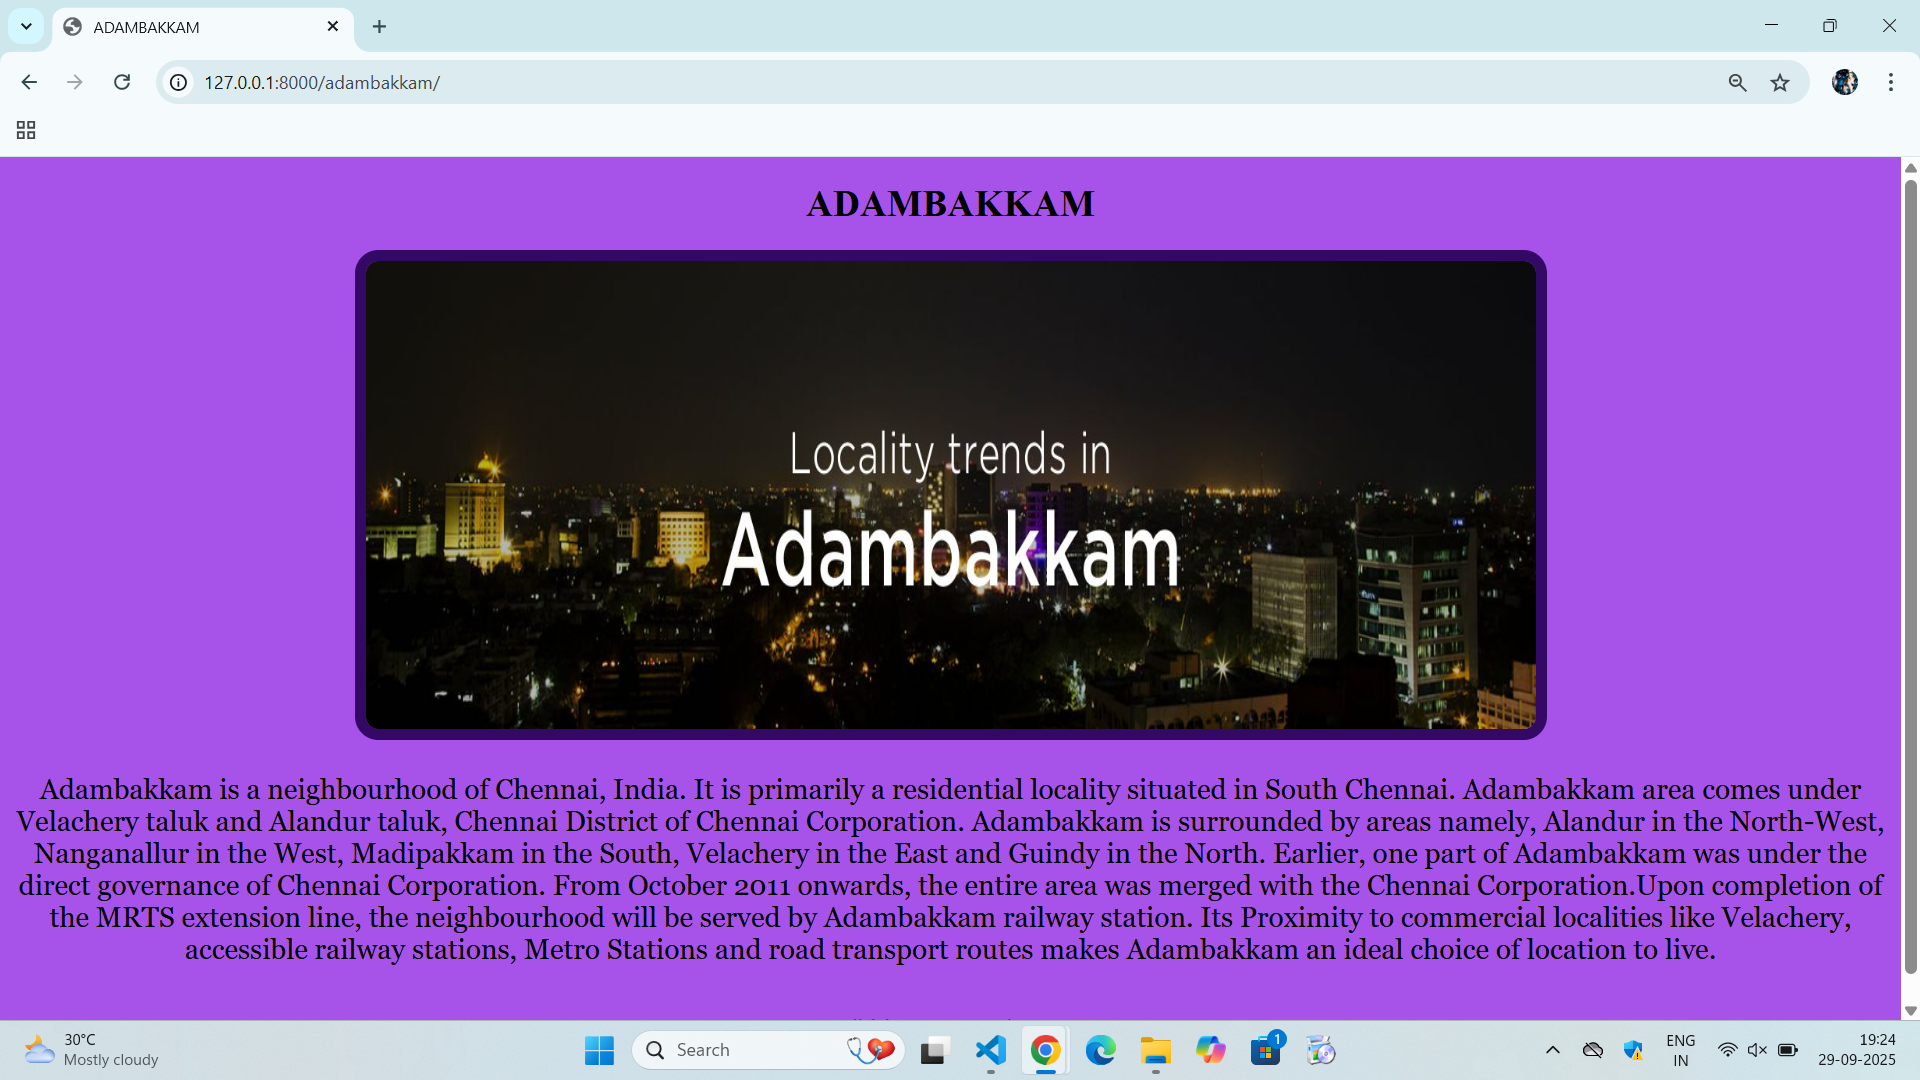 ADAMBAKKAM
127.0.0.1:8000/adambakkam/
ADAMBAKKAM
Locality trends in
Adambakkam
Adambakkam is a neighbourhood of Chennai, India. It is primarily a residential locality situated in South Chennai. Adambakkam area comes under
Velachery taluk and Alandur taluk, Chennai District of Chennai Corporation. Adambakkam is surrounded by areas namely, Alandur in the North-West,
Nanganallur in the West, Madipakkam in the South, Velachery in the East and Guindy in the North. Earlier, one part of Adambakkam was under the
direct governance of Chennai Corporation. From October 2011 onwards, the entire area was merged with the Chennai Corporation.Upon completion of
the MRTS extension line, the neighbourhood will be served by Adambakkam railway station. Its Proximity to commercial localities like Velachery,
accessible railway stations, Metro Stations and road transport routes makes Adambakkam an ideal choice of location to live.
30°C
Mostly cloudy
Search
1
ENG
IN
19:24
29-09-2025